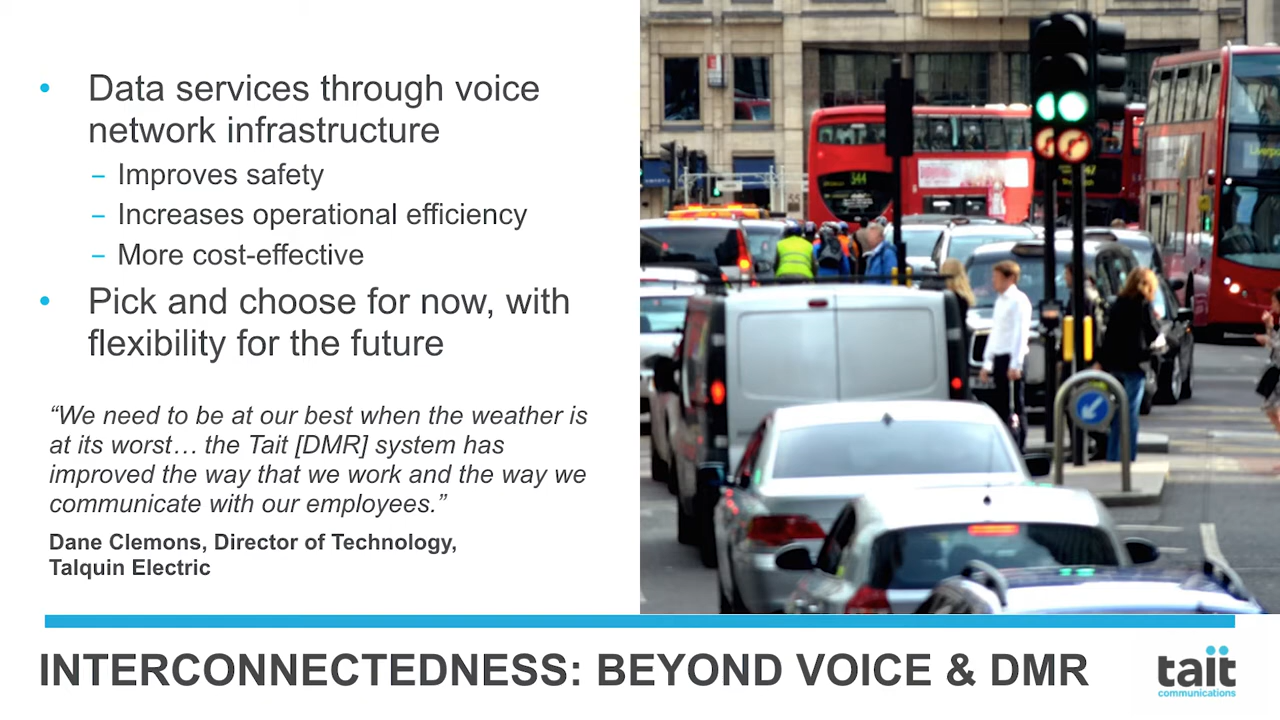 • Data services through voice
network infrastructure
– Improves safety
– Increases operational efficiency
– More cost-effective
• Pick and choose for now, with
flexibility for the future
“We need to be at our best when the weather is
at its worst… the Tait [DMR] system has
improved the way that we work and the way we
communicate with our employees.”
Dane Clemons, Director of Technology,
Talquin Electric
344
INTERCONNECTEDNESS: BEYOND VOICE & DMR
tait
communications